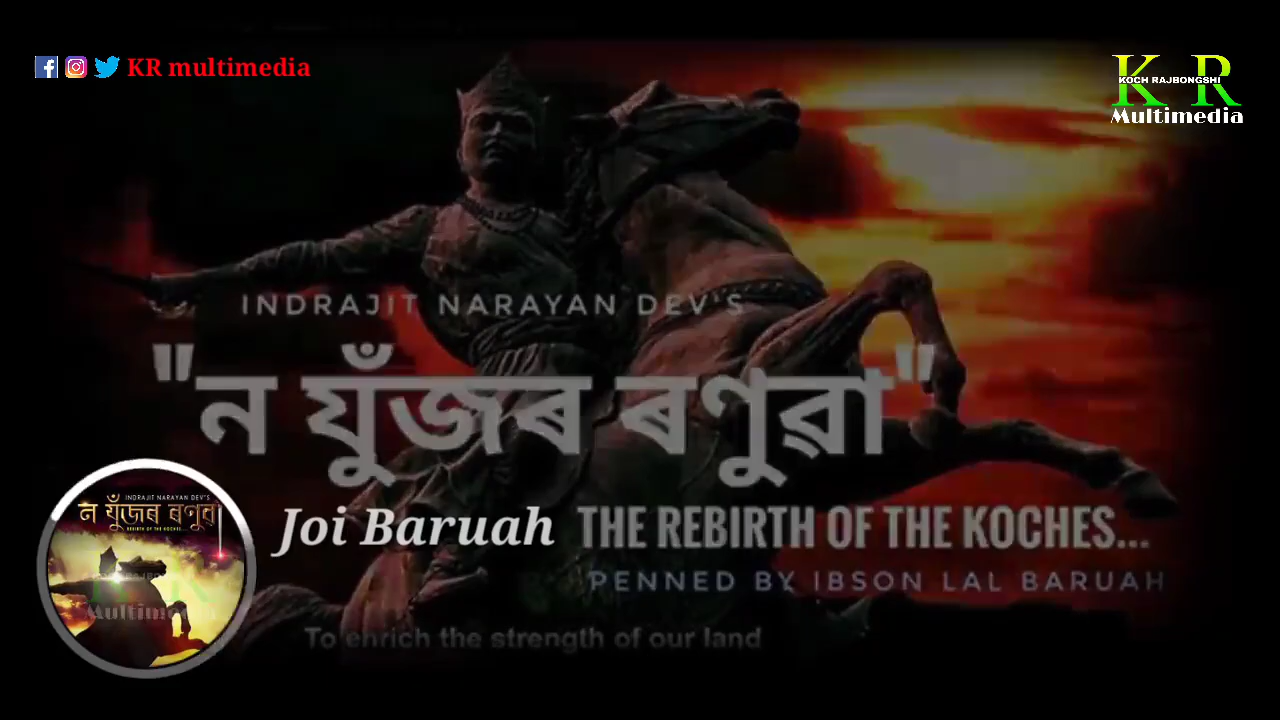 KR multimedia
K R
KOCH RAJBONGSHI
Multimedia
INDRAJIT NARAYAN DEV'S
"ন যুঁজৰ ৰণুৱা"
INDRAJIT NARAYAN DEV'S
ন যুঁজৰ ৰণুৱা
REBIRTH OF THE KOCHES...
K R
Multimedia
Joi Baruah
THE REBIRTH OF THE KOCHES...
PENNED BY IBSON LAL BARUAH
To enrich the strength of our land